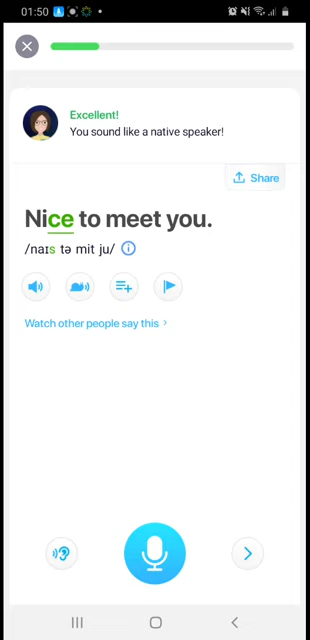 01:50
Excellent!
You sound like a native speaker!
Share
Nice to meet you.
/naɪs tə mit ju/
Watch other people say this